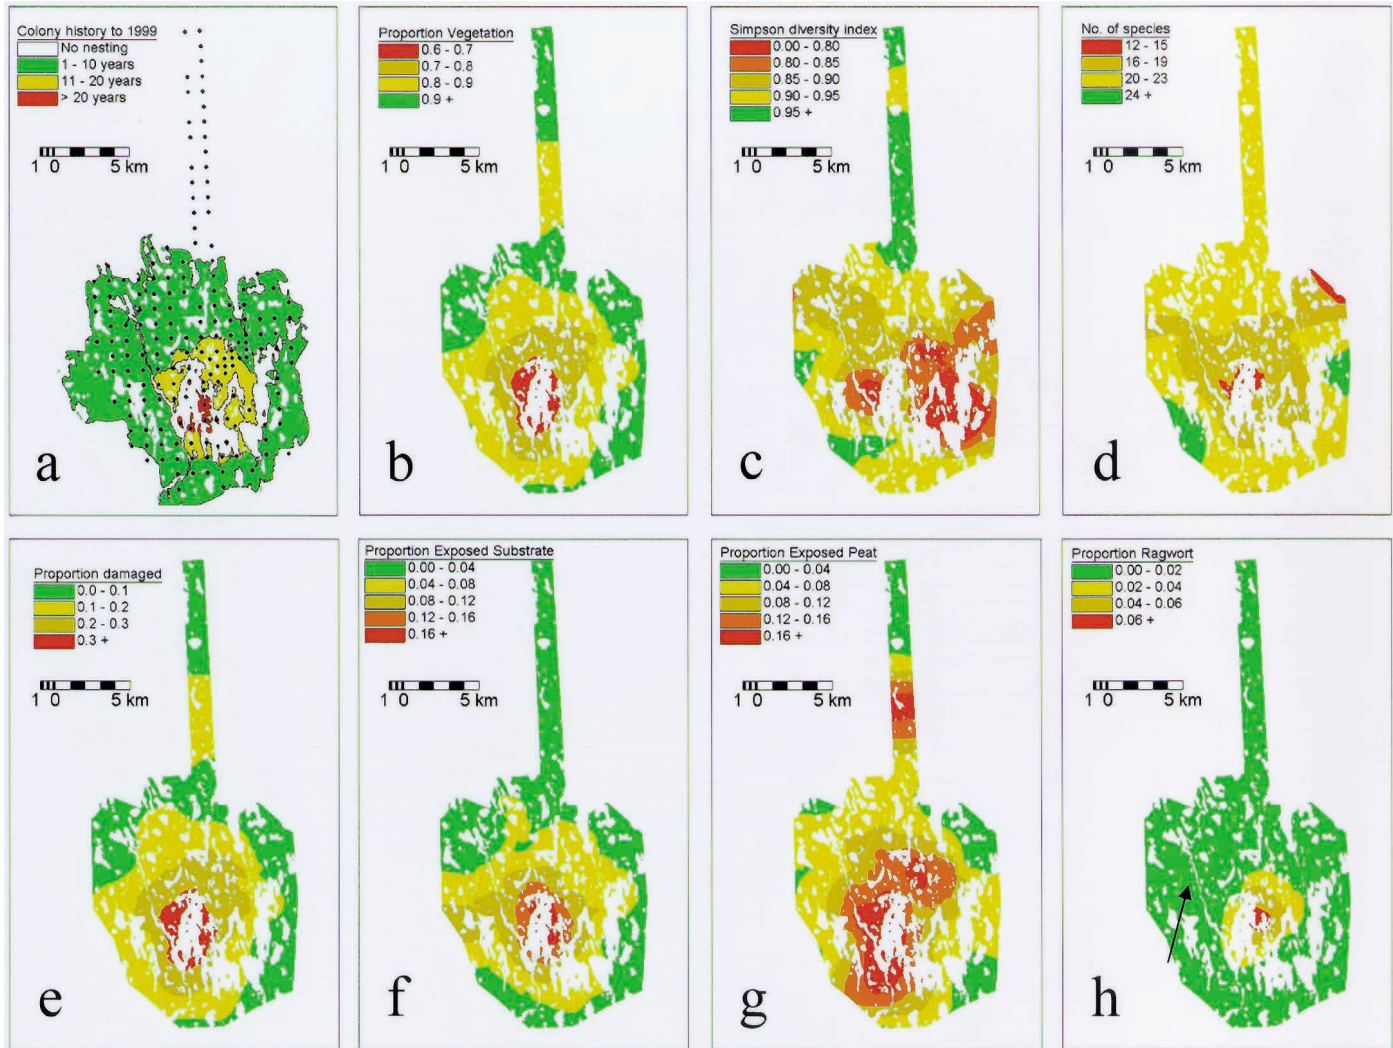 Colony history to 1999
No nesting
1 - 10 years
11 - 20 years
> 20 years
1 0 5 km
a
Proportion Vegetation
0.6 - 0.7
0.7 - 0.8
0.8 - 0.9
0.9 +
1 0 5 km
b
Simpson diversity index
0.00 - 0.80
0.80 - 0.85
0.85 - 0.90
0.90 - 0.95
0.95 +
1 0 5 km
c
No. of species
12 - 15
16 - 19
20 - 23
24 +
1 0 5 km
d
Proportion damaged
0.0 - 0.1
0.1 - 0.2
0.2 - 0.3
0.3 +
1 0 5 km
e
Proportion Exposed Substrate
0.00 - 0.04
0.04 - 0.08
0.08 - 0.12
0.12 - 0.16
0.16 +
1 0 5 km
f
Proportion Exposed Peat
0.00 - 0.04
0.04 - 0.08
0.08 - 0.12
0.12 - 0.16
0.16 +
1 0 5 km
g
Proportion Ragwort
0.00 - 0.02
0.02 - 0.04
0.04 - 0.06
0.06 +
1 0 5 km
h